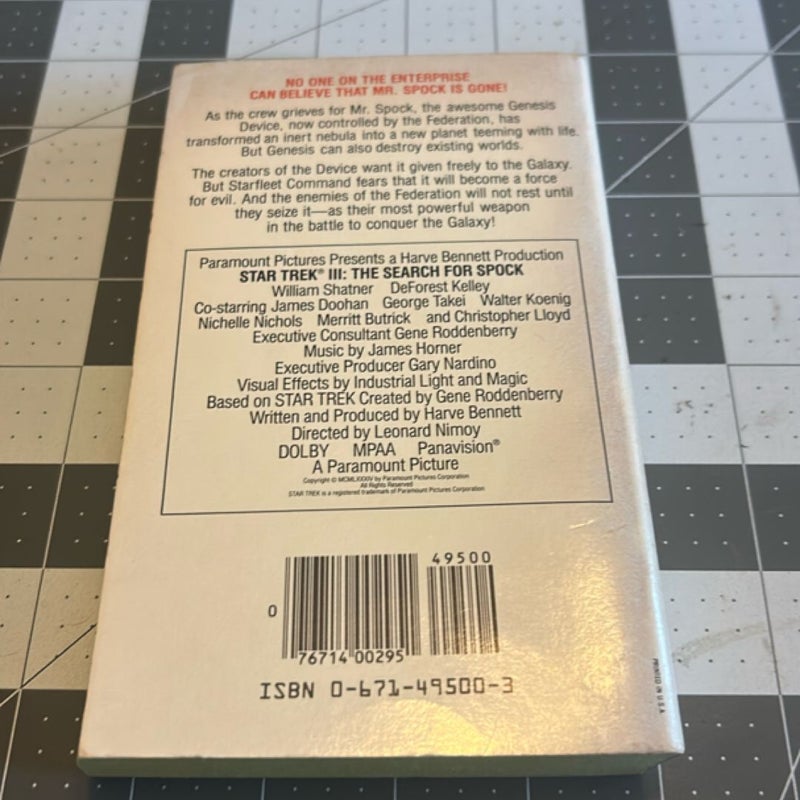 NO ONE ON THE ENTERPRISE
CAN BELIEVE THAT MR. SPOCK IS GONE!
As the crew grieves for Mr. Spock, the awesome Genesis
Device, now controlled by the Federation, has
transformed an inert nebula into a new planet teeming with life.
But Genesis can also destroy existing worlds.
The creators of the Device want it given freely to the Galaxy.
But Starfleet Command fears that it will become a force
for evil. And the enemies of the Federation will not rest until
they seize it—as their most powerful weapon
in the battle to conquer the Galaxy!
Paramount Pictures Presents a Harve Bennett Production
STAR TREK® III: THE SEARCH FOR SPOCK
William Shatner DeForest Kelley
Co-starring James Doohan George Takei Walter Koenig
Nichelle Nichols Merritt Butrick and Christopher Lloyd
Executive Consultant Gene Roddenberry
Music by James Horner
Executive Producer Gary Nardino
Visual Effects by Industrial Light and Magic
Based on STAR TREK Created by Gene Roddenberry
Written and Produced by Harve Bennett
Directed by Leonard Nimoy
DOLBY MPAA Panavision®
A Paramount Picture
Copyright © MCMLXXXIV by Paramount Pictures Corporation
All Rights Reserved
STAR TREK is a registered trademark of Paramount Pictures Corporation
49500
0
76714 00295
ISBN 0-671-49500-3
PRINTED IN U.S.A.